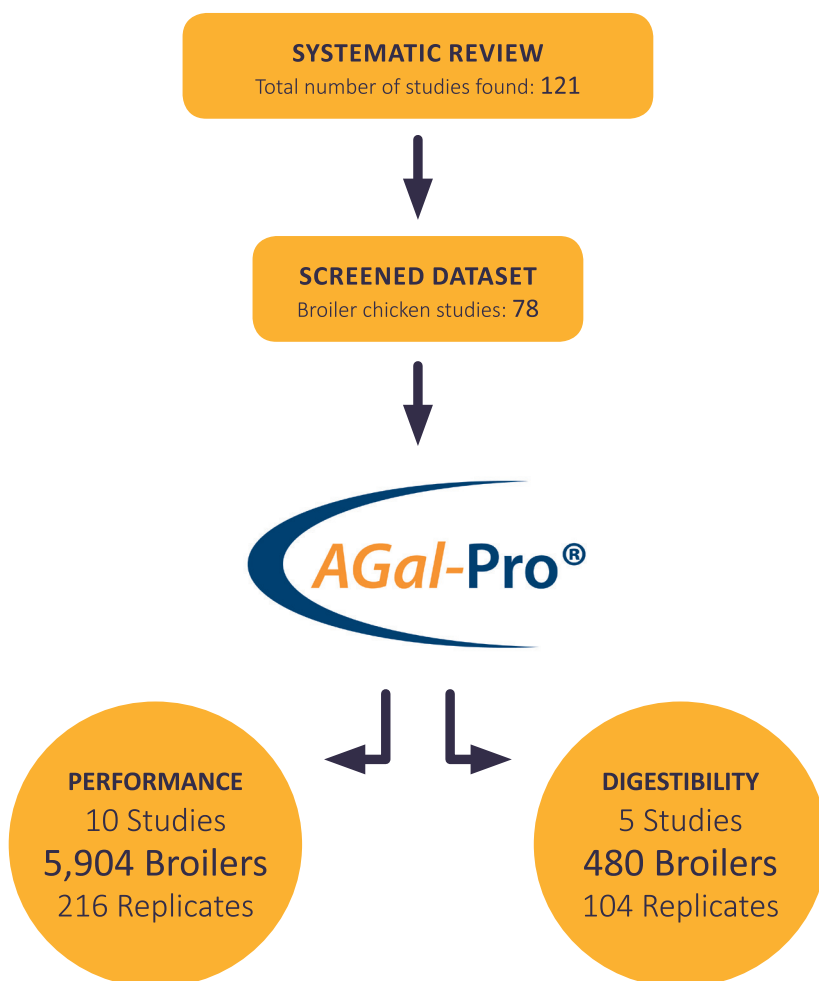 SYSTEMATIC REVIEW
Total number of studies found: 121
SCREENED DATASET
Broiler chicken studies: 78
AGal-Pro®
PERFORMANCE
10 Studies
5,904 Broilers
216 Replicates
DIGESTIBILITY
5 Studies
480 Broilers
104 Replicates